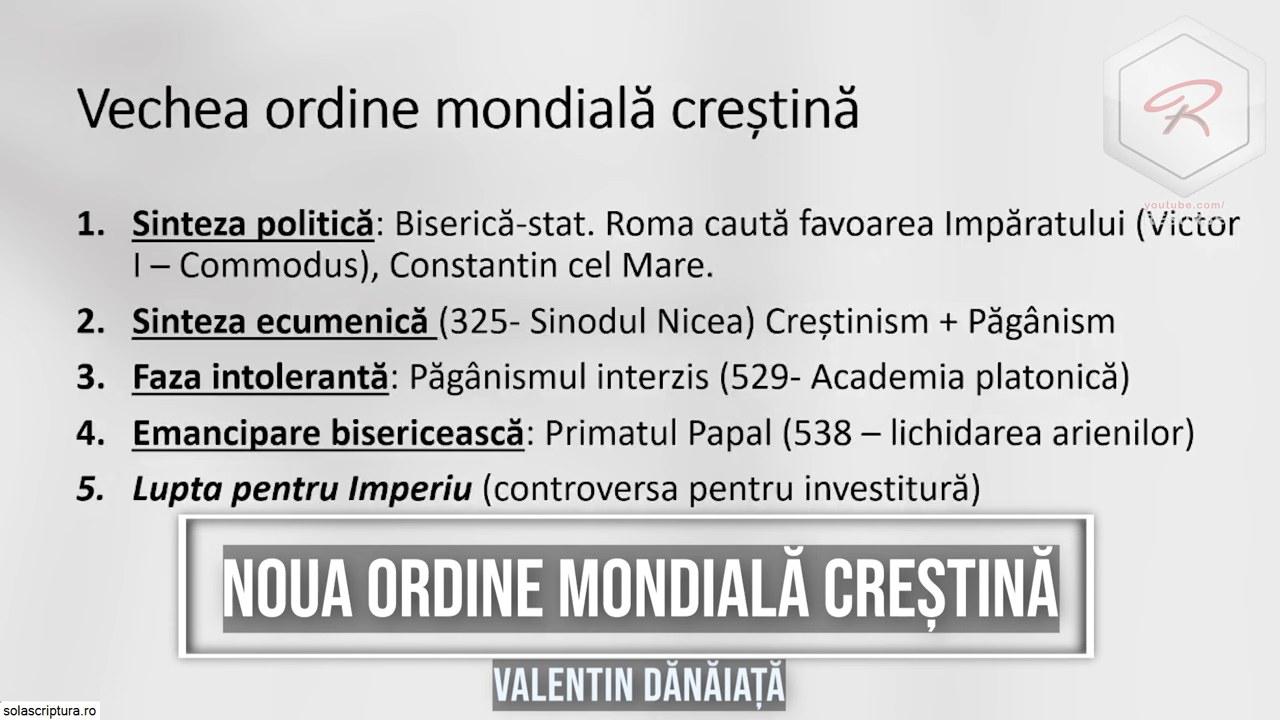 Vechea ordine mondială creștină
R
youtube.com/
1. Sinteza politică: Biserică-stat. Roma caută favoarea Impăratului (Victor
I – Commodus), Constantin cel Mare.
2. Sinteza ecumenică (325- Sinodul Nicea) Creștinism + Păgânism
3. Faza intolerantă: Păgânismul interzis (529- Academia platonică)
4. Emancipare bisericească: Primatul Papal (538 – lichidarea arienilor)
5. Lupta pentru Imperiu (controversa pentru investitură)
NOUA ORDINE MONDIALĂ CREȘTINĂ
VALENTIN DĂNĂIAȚĂ
solascriptura.ro